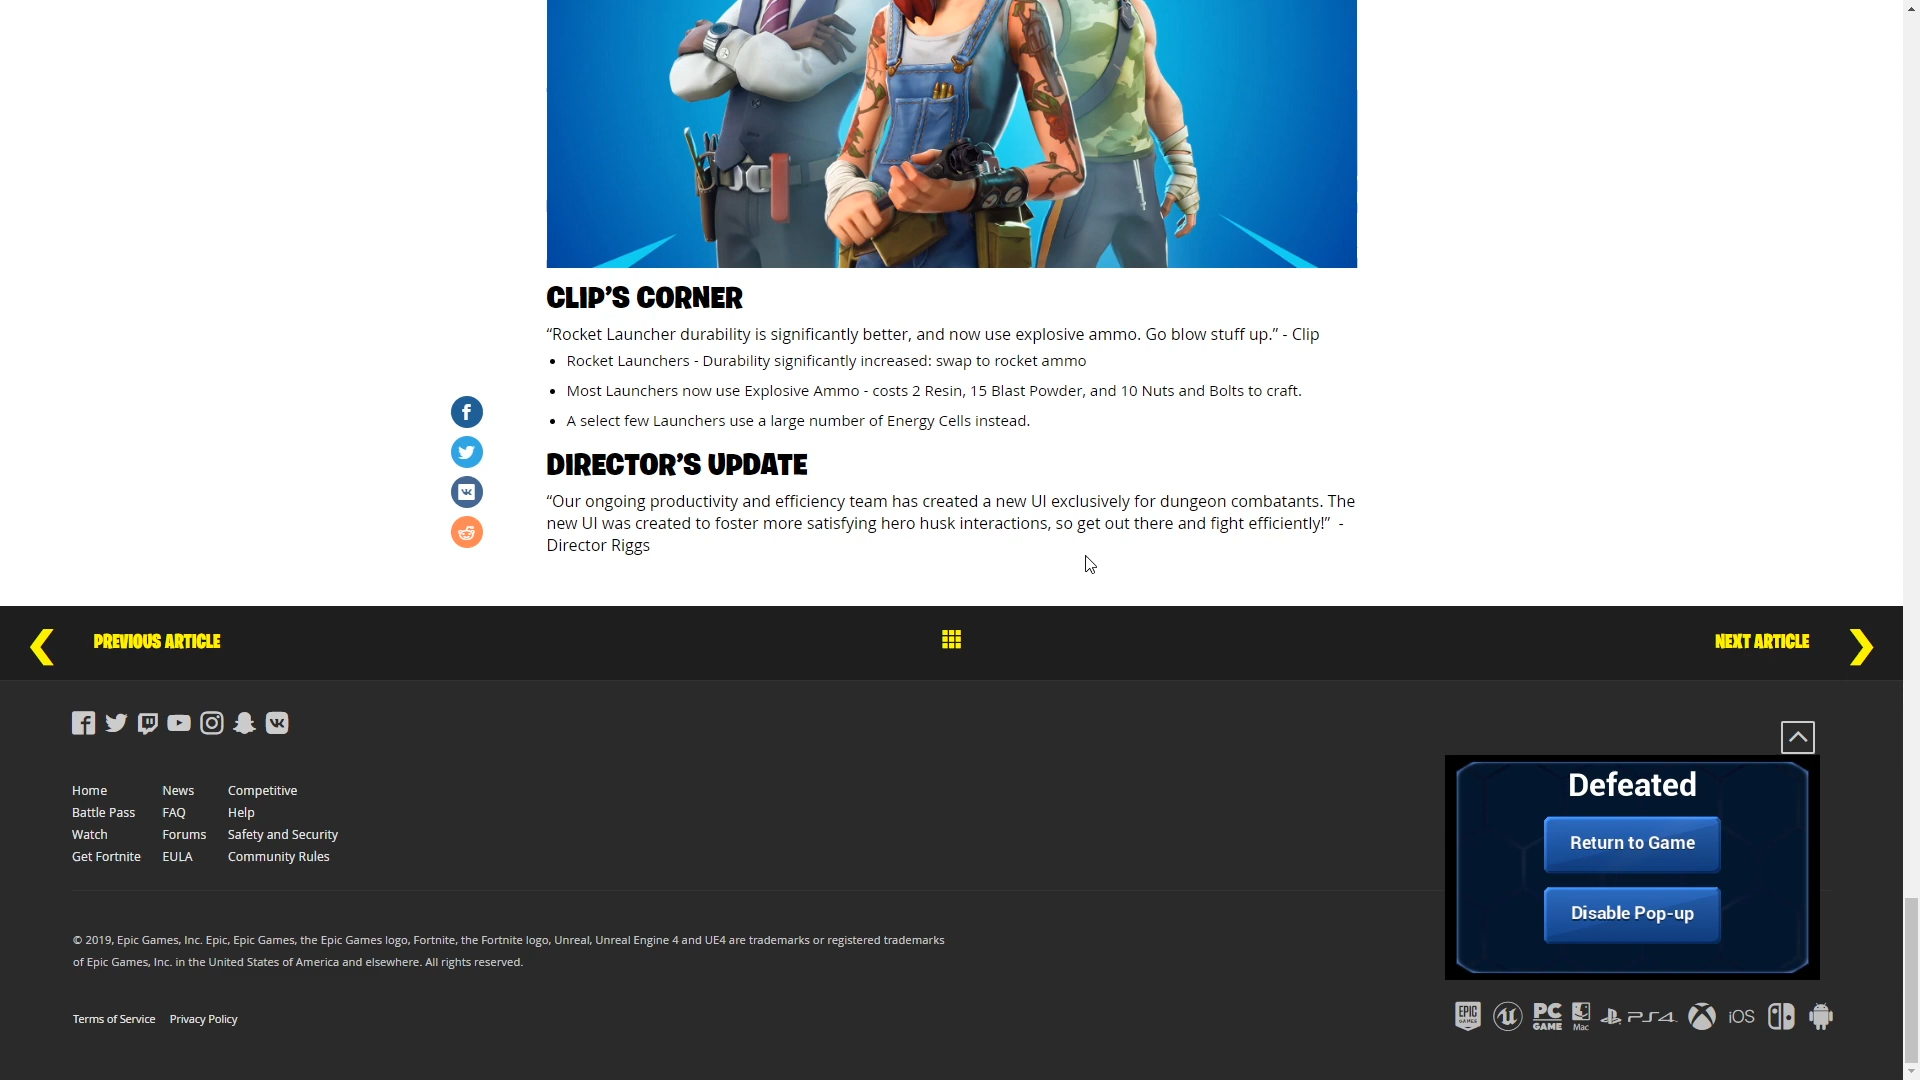 CLIP’S CORNER
“Rocket Launcher durability is significantly better, and now use explosive ammo. Go blow stuff up.” - Clip
• Rocket Launchers - Durability significantly increased: swap to rocket ammo
• Most Launchers now use Explosive Ammo - costs 2 Resin, 15 Blast Powder, and 10 Nuts and Bolts to craft.
• A select few Launchers use a large number of Energy Cells instead.
DIRECTOR’S UPDATE
“Our ongoing productivity and efficiency team has created a new UI exclusively for dungeon combatants. The
new UI was created to foster more satisfying hero husk interactions, so get out there and fight efficiently!”  -
Director Riggs
PREVIOUS ARTICLE
NEXT ARTICLE
Home
Battle Pass
Watch
Get Fortnite
News
FAQ
Forums
EULA
Competitive
Help
Safety and Security
Community Rules
Defeated
Return to Game
Disable Pop-up
© 2019, Epic Games, Inc. Epic, Epic Games, the Epic Games logo, Fortnite, the Fortnite logo, Unreal, Unreal Engine 4 and UE4 are trademarks or registered trademarks
of Epic Games, Inc. in the United States of America and elsewhere. All rights reserved.
Terms of Service
Privacy Policy
EPIC GAMES
PC GAME
Mac
PS4
iOS